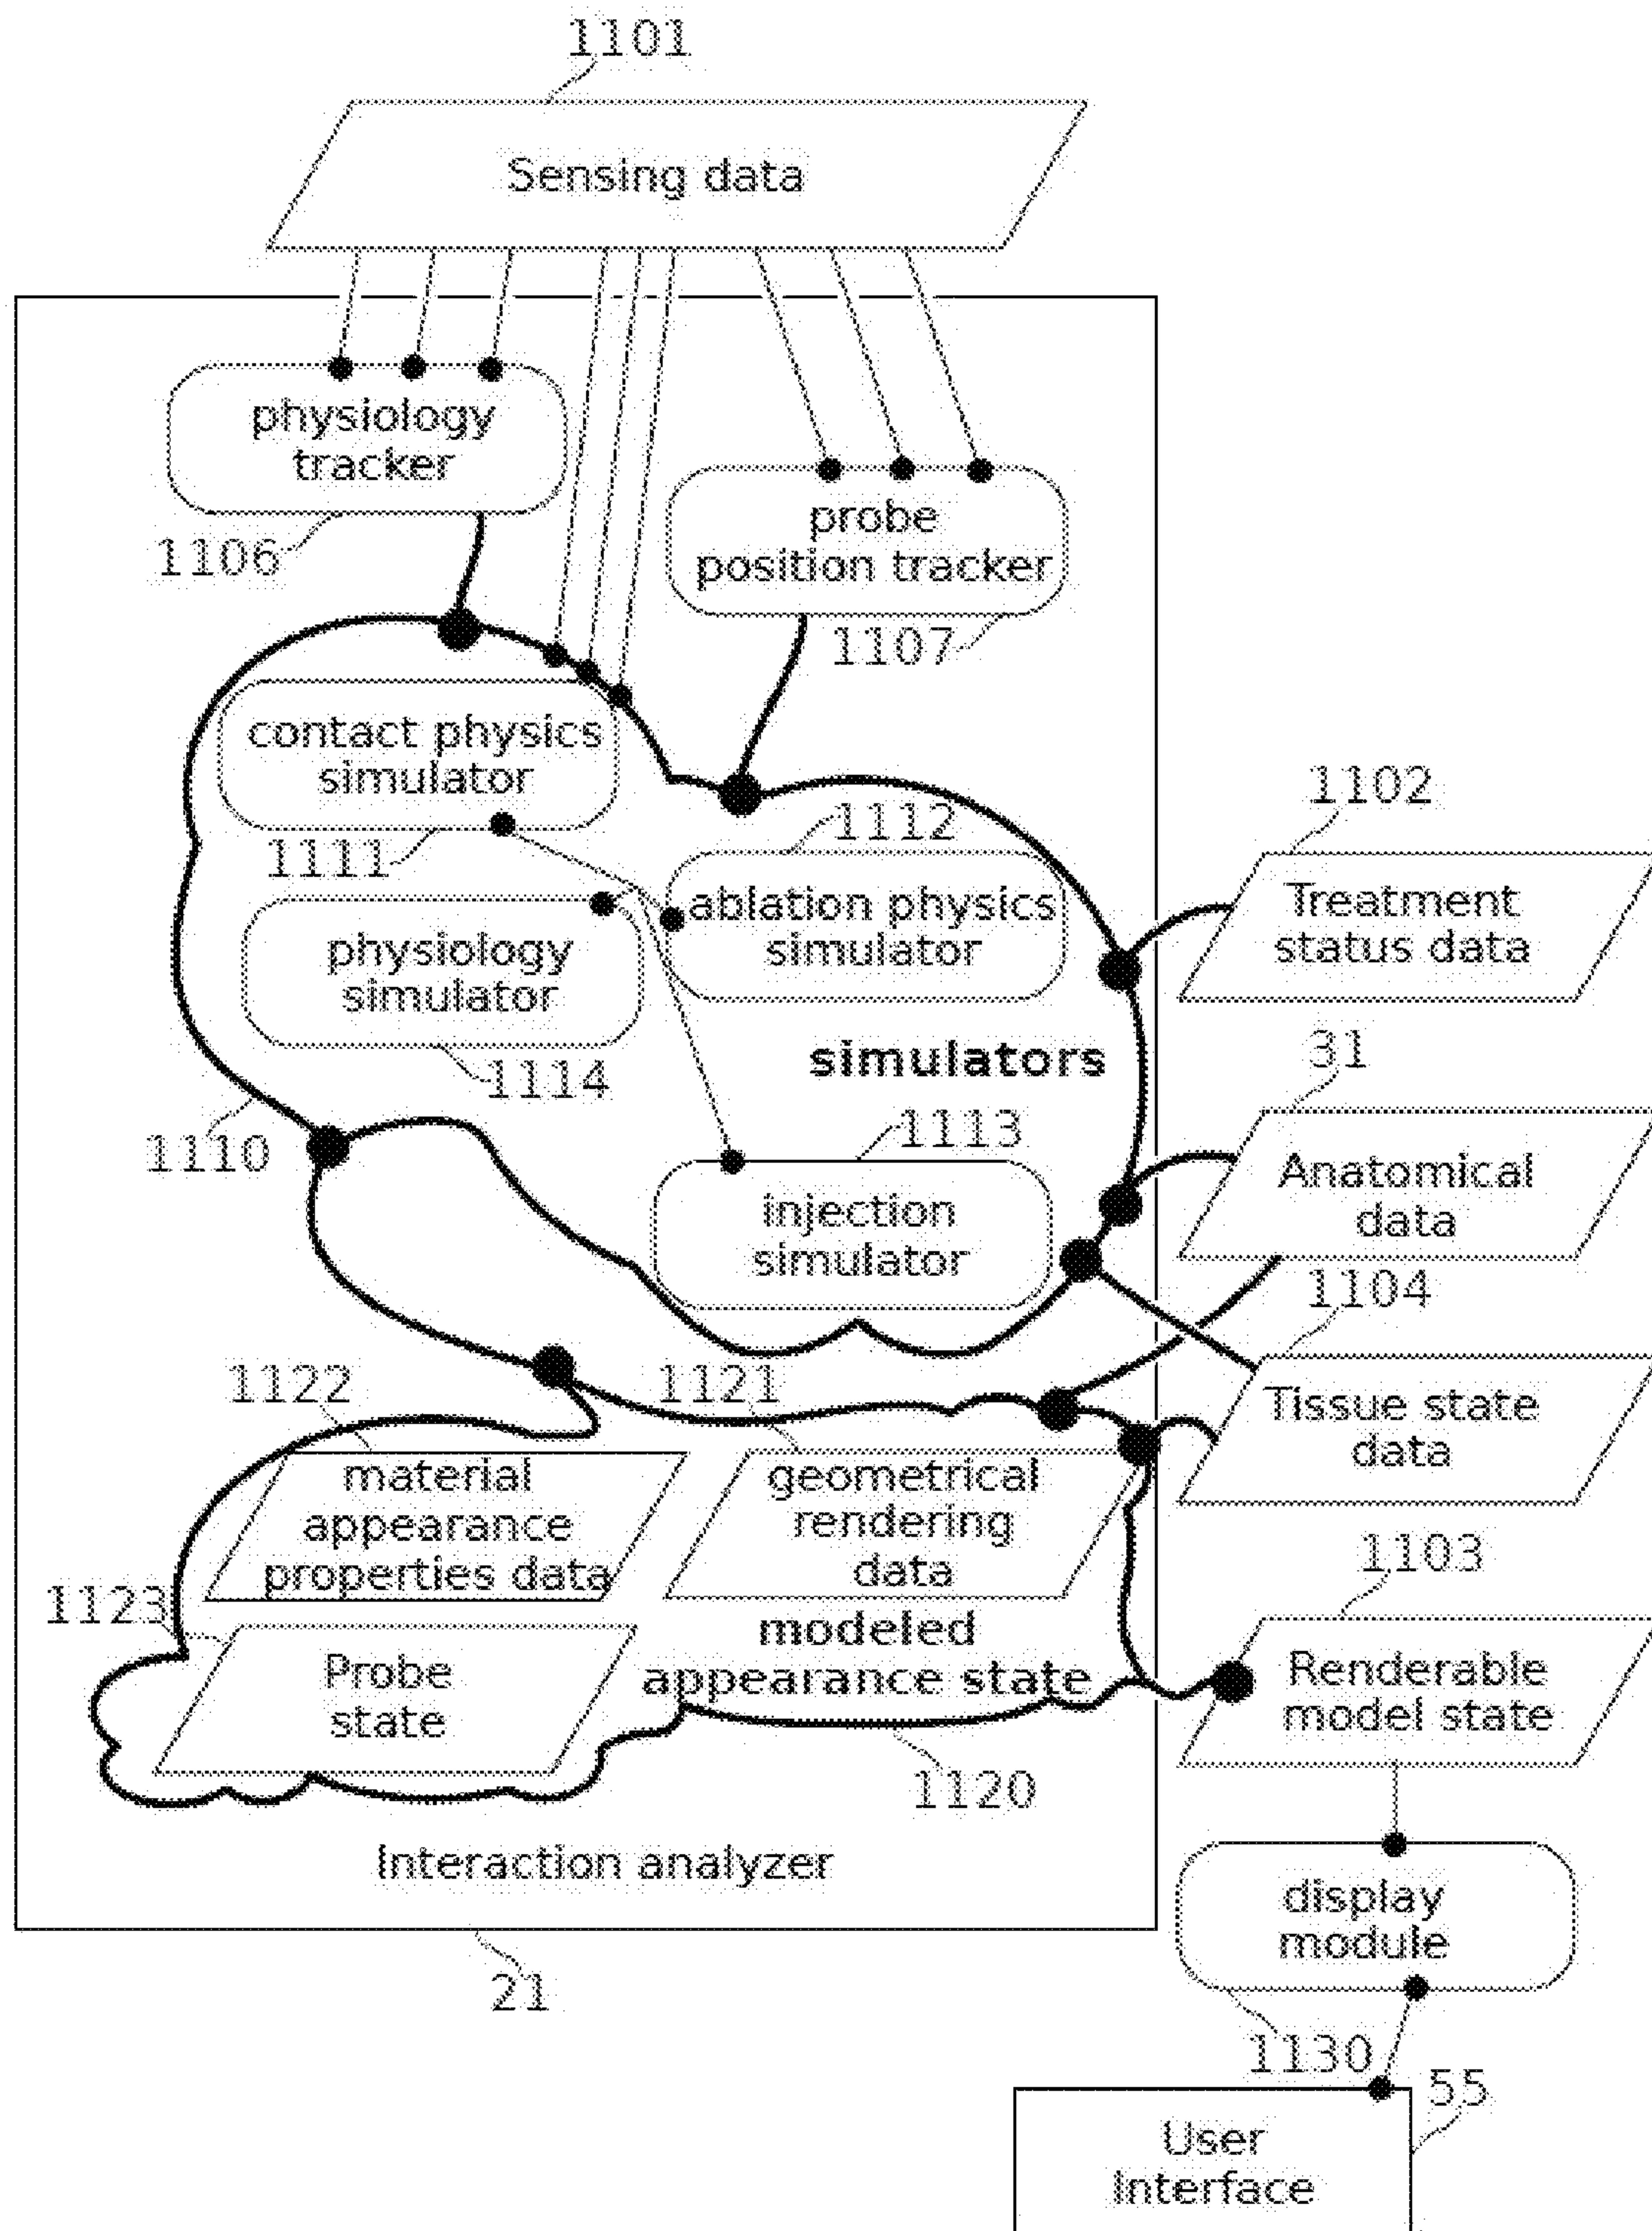 1101
Sensing data
physiology
tracker
1106
probe
position tracker
1107
contact physics
simulator
1111
1112
ablation physics
simulator
physiology
simulator
1114
simulators
1110
1113
injection
simulator
1102
Treatment
status data
31
Anatomical
data
1104
Tissue state
data
1122
material
appearance
properties data
1121
geometrical
rendering
data
1123
Probe
state
modeled
appearance state
1120
1103
Renderable
model state
Interaction analyzer
21
display
module
1130
55
User
Interface